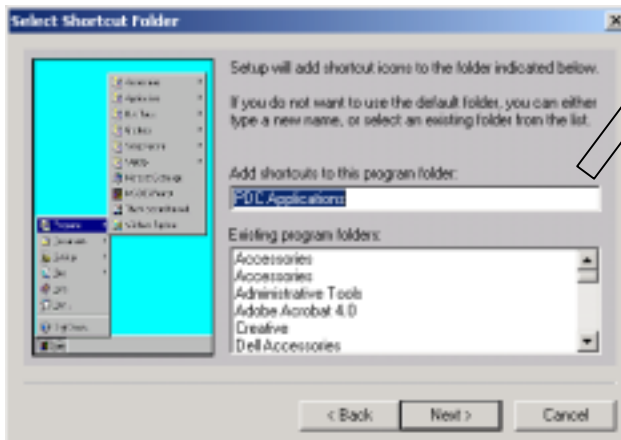 Select Shortcut Folder
Setup will add shortcut icons to the folder indicated below.
If you do not want to use the default folder, you can either
type a new name, or select an existing folder from the list.
Add shortcuts to this program folder:
PDC Applications
Existing program folders:
Accessories
Accessories
Administrative Tools
Adobe Acrobat 4.0
Creative
Dell Accessories
< Back
Next >
Cancel